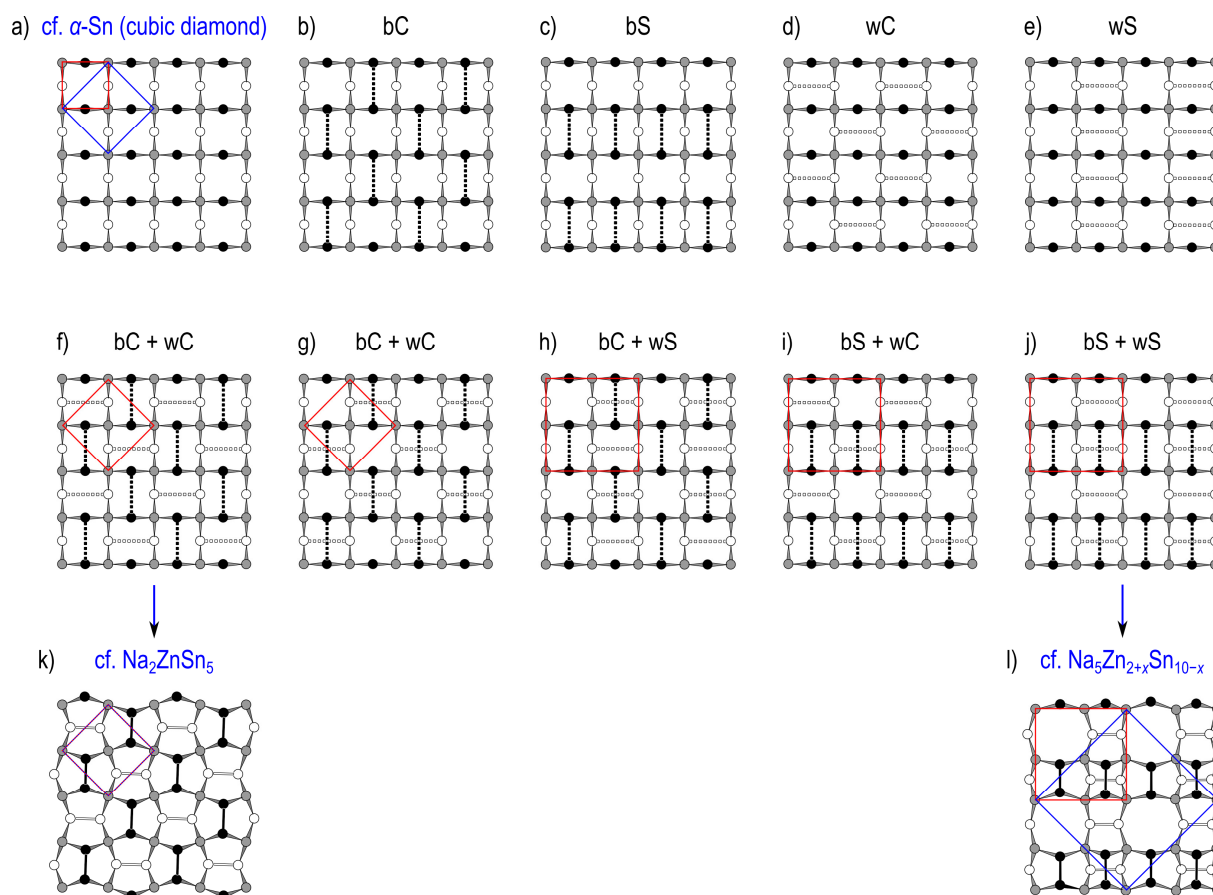 a) cf. α-Sn (cubic diamond)
b) bC
c) bS
d) wC
e) wS
f) bC + wC
g) bC + wC
h) bC + wS
i) bS + wC
j) bS + wS
k) cf. Na₂ZnSn₅
l) cf. Na₅Zn₂₊ₓSn₁₀₋ₓ